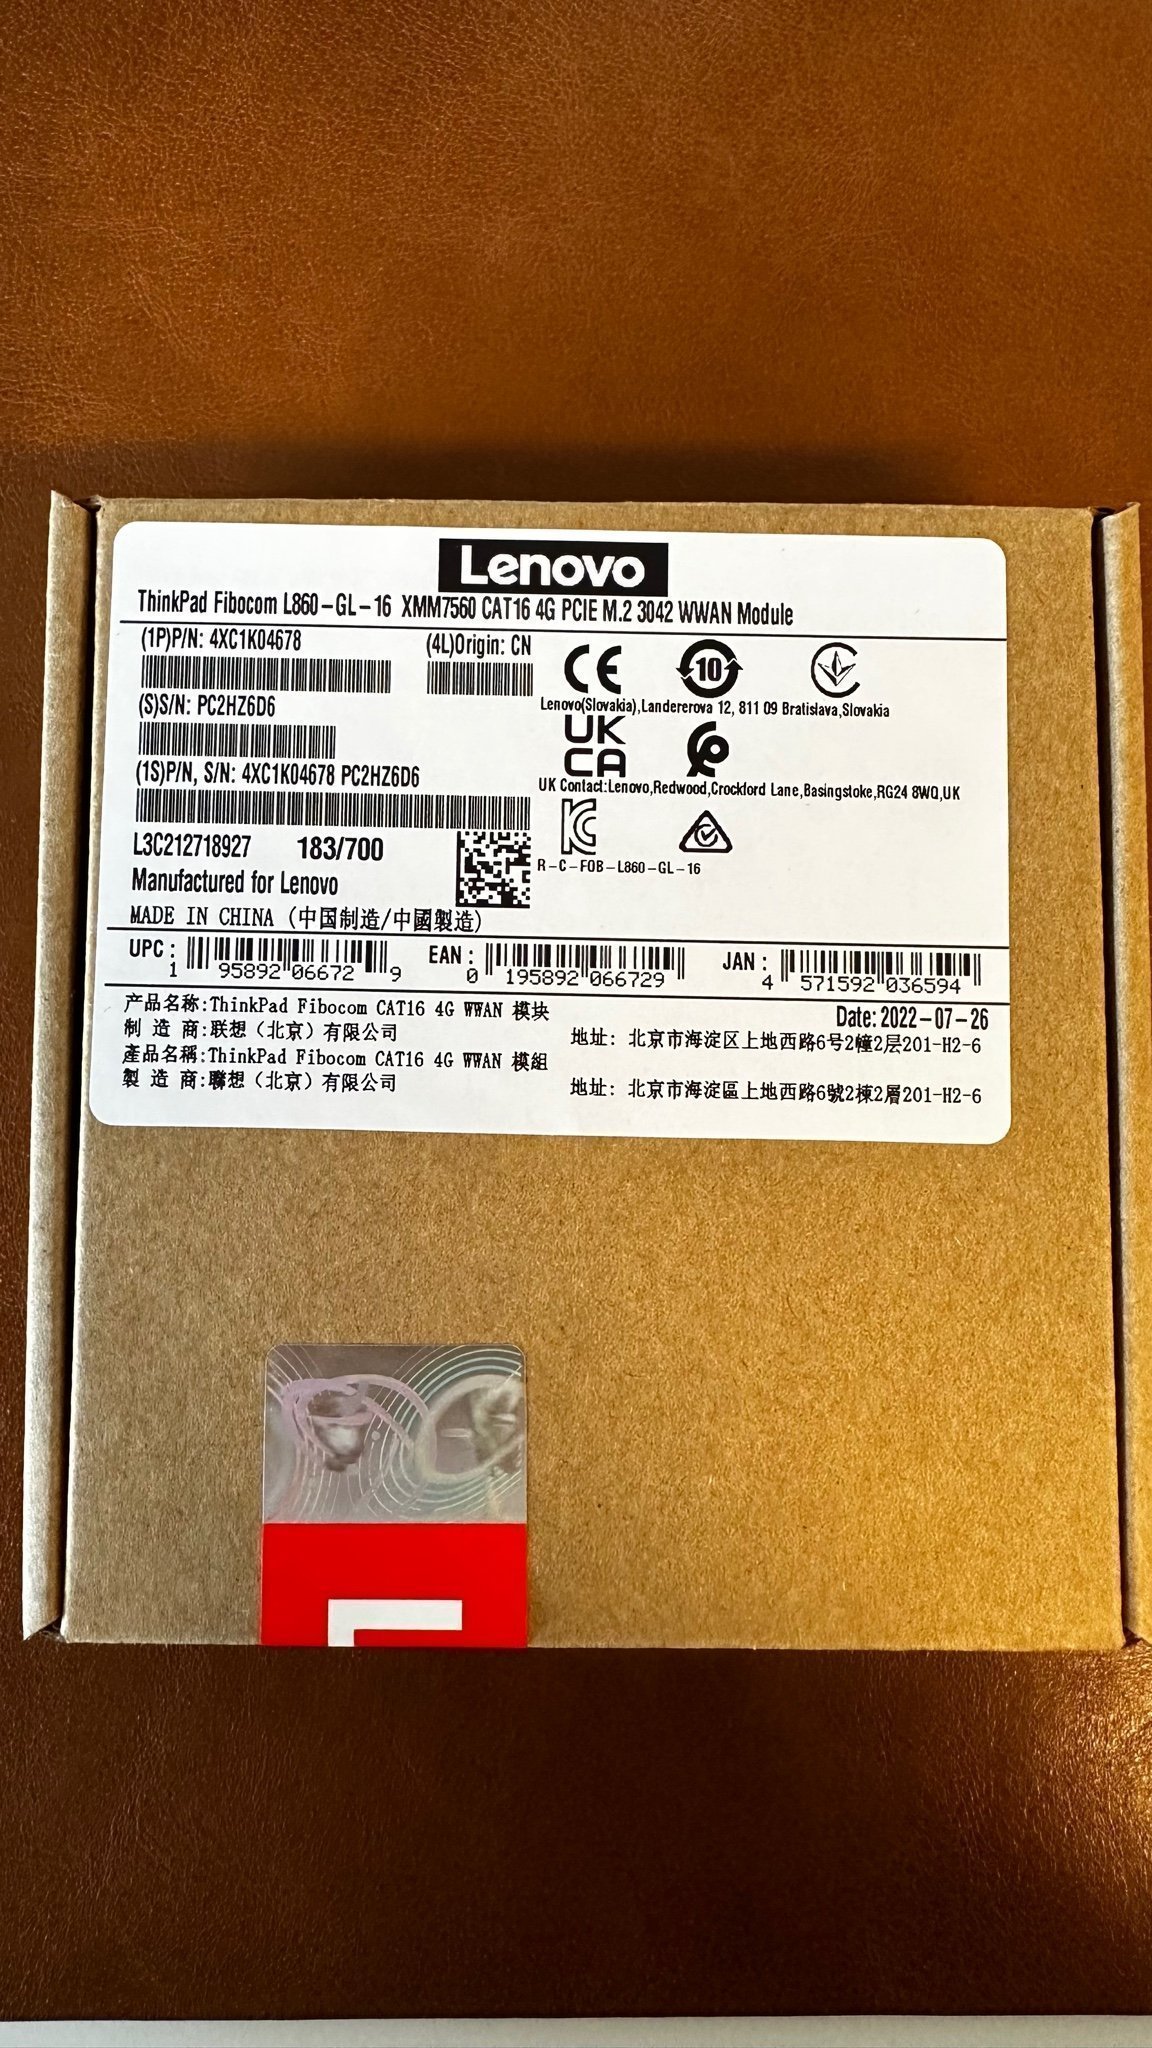 Lenovo
ThinkPad Fibocom L860-GL-16 XMM7560 CAT16 4G PCIE M.2 3042 WWAN Module
(1P)P/N: 4XC1K04678
(4L)Origin: CN
(S)S/N: PC2HZ6D6
(1S)P/N, S/N: 4XC1K04678 PC2HZ6D6
L3C212718927 183/700
Manufactured for Lenovo
MADE IN CHINA (中国制造/中國製造)
CE 10
Lenovo(Slovakia),Landererova 12, 811 09 Bratislava,Slovakia
UK
CA
UK Contact:Lenovo,Redwood,Crockford Lane,Basingstoke,RG24 8WQ,UK
R-C-FOB-L860-GL-16
UPC: 1 95892 06672 9
EAN: 0 195892 066729
JAN: 4 571592 036594
产品名称:ThinkPad Fibocom CAT16 4G WWAN 模块
Date: 2022-07-26
制 造 商:联想（北京）有限公司
地址: 北京市海淀区上地西路6号2幢2层201-H2-6
產品名稱:ThinkPad Fibocom CAT16 4G WWAN 模組
製 造 商:聯想（北京）有限公司
地址: 北京市海淀區上地西路6號2棟2層201-H2-6
L